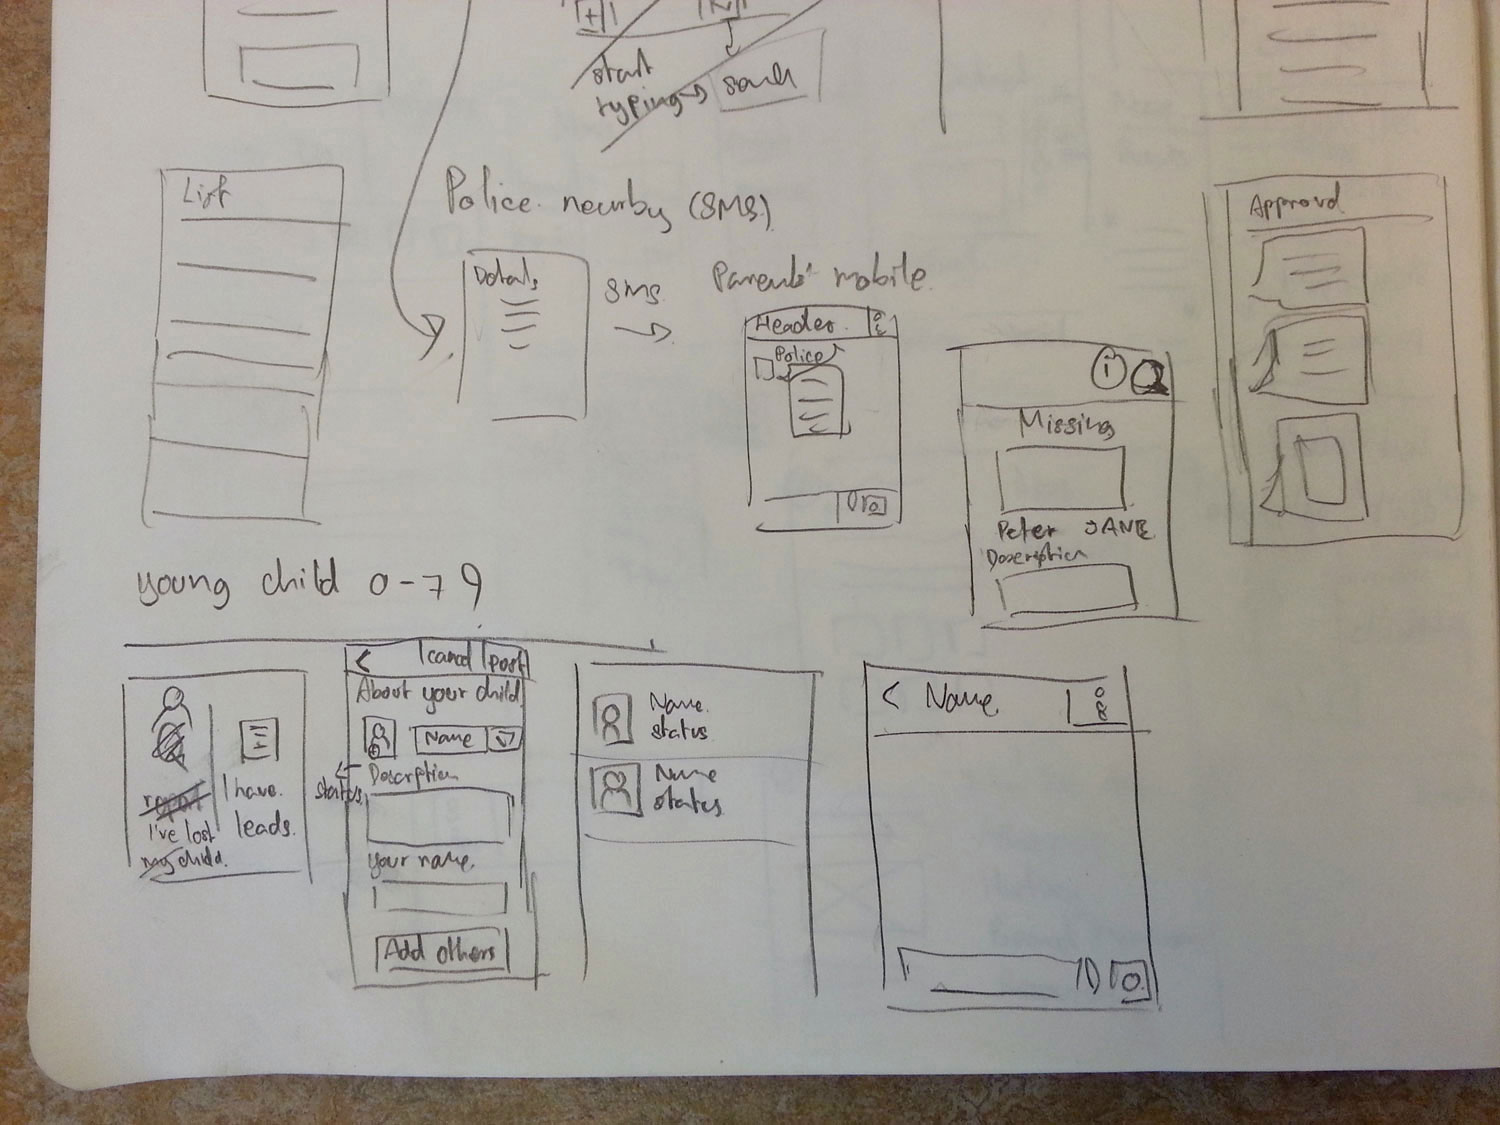 start
typing →
List
Police nearby (SMS)
Details
SMS
Parents' mobile
Header
Police
Approved
i
Missing
Peter JANE
Description
young child 0-7 9
< cancel post
About your child
Name
Description
status
your name
Add others
I've lost
my child.
I have
leads.
Name
status
Name
status
< Name